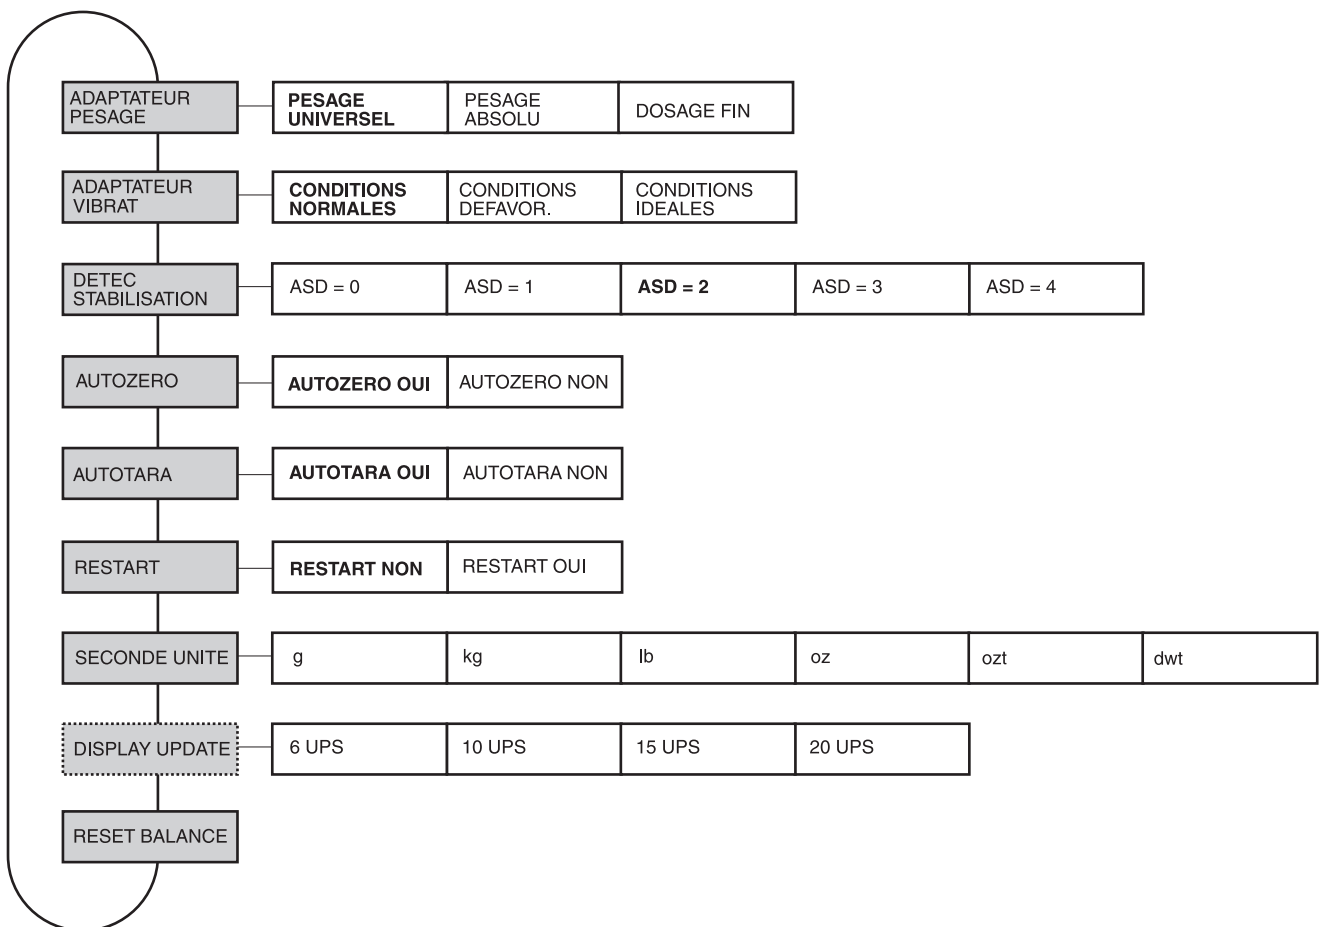 ADAPTATEUR
PESAGE
PESAGE
UNIVERSEL
PESAGE
ABSOLU
DOSAGE FIN
ADAPTATEUR
VIBRAT
CONDITIONS
NORMALES
CONDITIONS
DEFAVOR.
CONDITIONS
IDEALES
DETEC
STABILISATION
ASD = 0
ASD = 1
ASD = 2
ASD = 3
ASD = 4
AUTOZERO
AUTOZERO OUI
AUTOZERO NON
AUTOTARA
AUTOTARA OUI
AUTOTARA NON
RESTART
RESTART NON
RESTART OUI
SECONDE UNITE
g
kg
lb
oz
ozt
dwt
DISPLAY UPDATE
6 UPS
10 UPS
15 UPS
20 UPS
RESET BALANCE